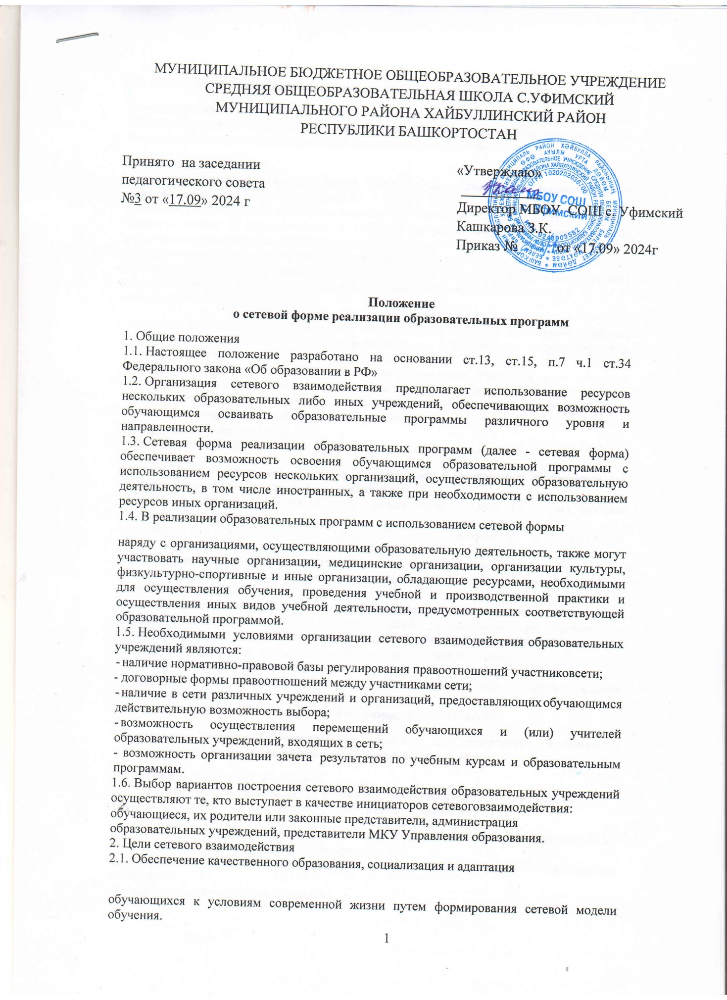 МУНИЦИПАЛЬНОЕ БЮДЖЕТНОЕ ОБЩЕОБРАЗОВАТЕЛЬНОЕ УЧРЕЖДЕНИЕ
СРЕДНЯЯ ОБЩЕОБРАЗОВАТЕЛЬНАЯ ШКОЛА С.УФИМСКИЙ
МУНИЦИПАЛЬНОГО РАЙОНА ХАЙБУЛЛИНСКИЙ РАЙОН
РЕСПУБЛИКИ БАШКОРТОСТАН
Принято на заседании
педагогического совета
№3 от «17.09» 2024 г
«Утверждаю»
Директор МБОУ СОШ с. Уфимский
Кашкарова З.К.
Приказ № от «17.09» 2024г
МБОУ СОШ
с. Уфимский
ОГРН 1020202036700
ИНН 0248003582
Положение
о сетевой форме реализации образовательных программ
1. Общие положения
1.1. Настоящее положение разработано на основании ст.13, ст.15, п.7 ч.1 ст.34
Федерального закона «Об образовании в РФ»
1.2. Организация сетевого взаимодействия предполагает использование ресурсов
нескольких образовательных либо иных учреждений, обеспечивающих возможность
обучающимся осваивать образовательные программы различного уровня и
направленности.
1.3. Сетевая форма реализации образовательных программ (далее - сетевая форма)
обеспечивает возможность освоения обучающимся образовательной программы с
использованием ресурсов нескольких организаций, осуществляющих образовательную
деятельность, в том числе иностранных, а также при необходимости с использованием
ресурсов иных организаций.
1.4. В реализации образовательных программ с использованием сетевой формы
наряду с организациями, осуществляющими образовательную деятельность, также могут
участвовать научные организации, медицинские организации, организации культуры,
физкультурно-спортивные и иные организации, обладающие ресурсами, необходимыми
для осуществления обучения, проведения учебной и производственной практики и
осуществления иных видов учебной деятельности, предусмотренных соответствующей
образовательной программой.
1.5. Необходимыми условиями организации сетевого взаимодействия образовательных
учреждений являются:
- наличие нормативно-правовой базы регулирования правоотношений участниковсети;
- договорные формы правоотношений между участниками сети;
- наличие в сети различных учреждений и организаций, предоставляющих обучающимся
действительную возможность выбора;
- возможность осуществления перемещений обучающихся и (или) учителей
образовательных учреждений, входящих в сеть;
- возможность организации зачета результатов по учебным курсам и образовательным
программам.
1.6. Выбор вариантов построения сетевого взаимодействия образовательных учреждений
осуществляют те, кто выступает в качестве инициаторов сетевоговзаимодействия:
обучающиеся, их родители или законные представители, администрация
образовательных учреждений, представители МКУ Управления образования.
2. Цели сетевого взаимодействия
2.1. Обеспечение качественного образования, социализация и адаптация
обучающихся к условиям современной жизни путем формирования сетевой модели
обучения.
1